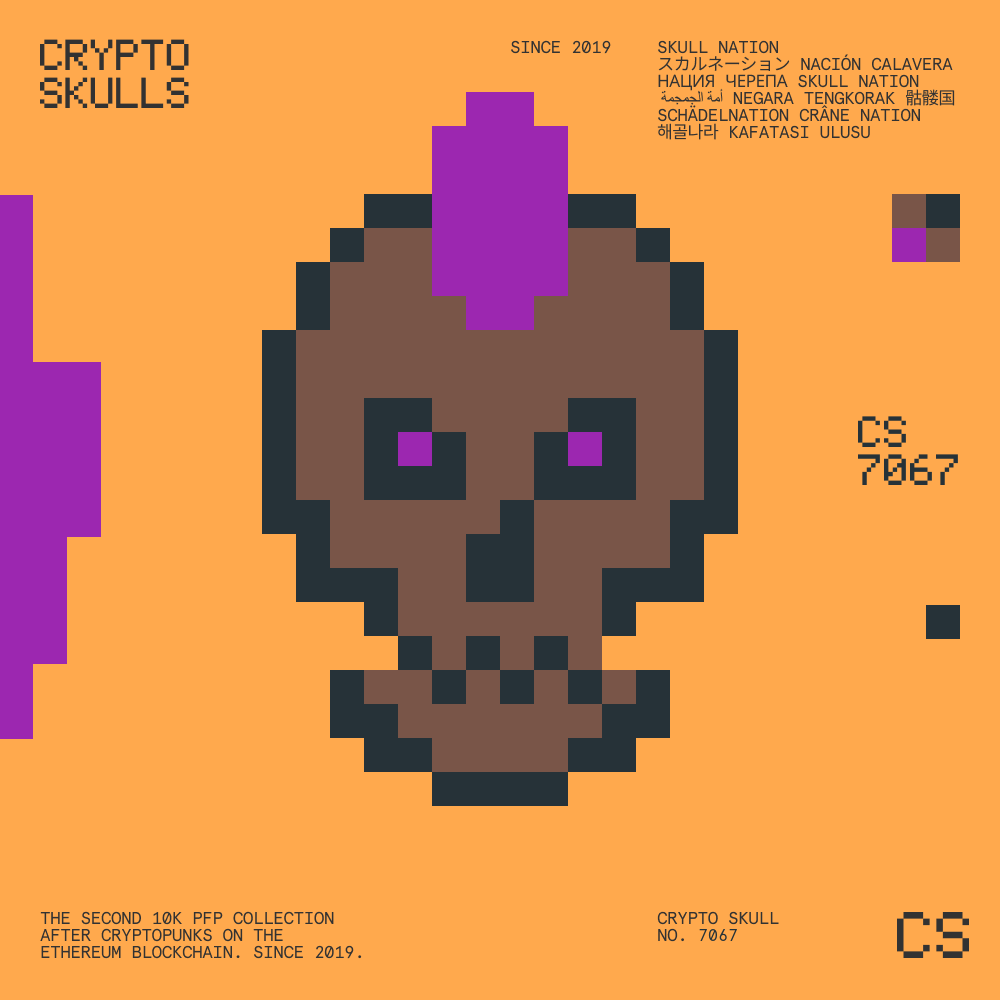 CRYPTO
SKULLS
SINCE 2019
SKULL NATION
スカルネーション NACIÓN CALAVERA
НАЦИЯ ЧЕРЕПА SKULL NATION
أمة الجمجمة NEGARA TENGKORAK 骷髅国
SCHÄDELNATION CRÂNE NATION
해골나라 KAFATASI ULUSU
CS
7067
THE SECOND 10K PFP COLLECTION
AFTER CRYPTOPUNKS ON THE
ETHEREUM BLOCKCHAIN. SINCE 2019.
CRYPTO SKULL
NO. 7067
CS